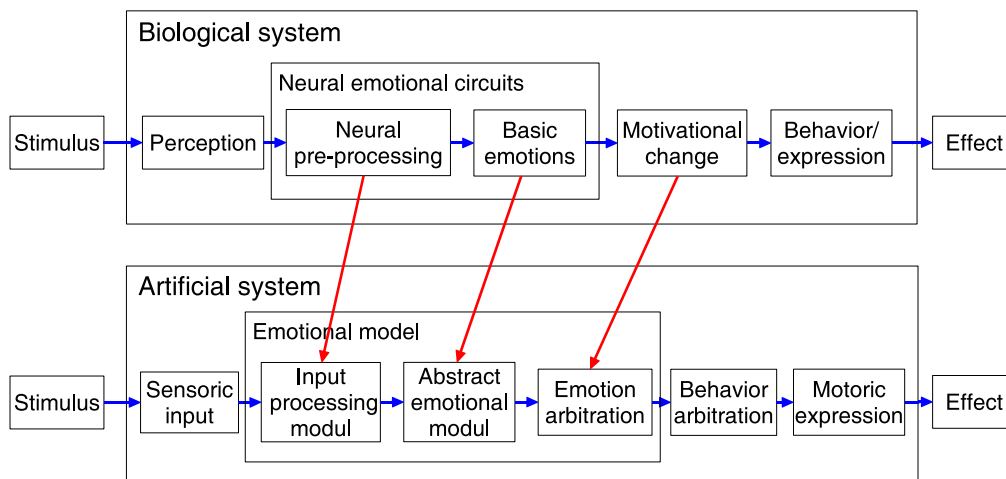 Biological system
Neural emotional circuits
Stimulus
Perception
Neural
pre-processing
Basic
emotions
Motivational
change
Behavior/
expression
Effect
Artificial system
Emotional model
Stimulus
Sensoric
input
Input
processing
modul
Abstract
emotional
modul
Emotion
arbitration
Behavior
arbitration
Motoric
expression
Effect